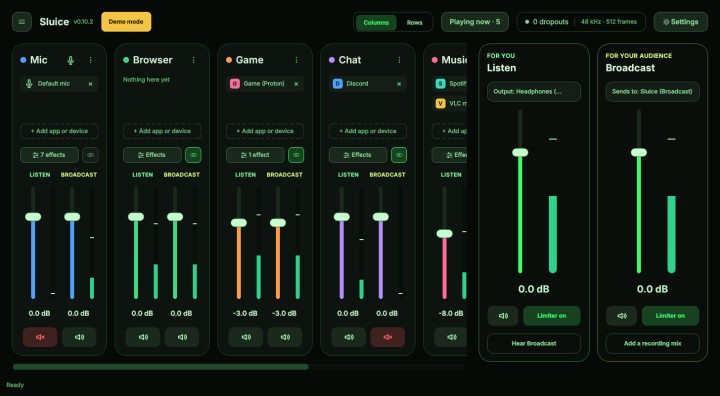 Sluice v0.10.2 Demo mode Columns Rows Playing now · 5 0 dropouts 48 kHz · 512 frames Settings
Mic
Default mic ×
+ Add app or device
7 effects
LISTEN BROADCAST
0.0 dB 0.0 dB
Browser
Nothing here yet
+ Add app or device
Effects
LISTEN BROADCAST
0.0 dB 0.0 dB
Game
G Game (Proton) ×
+ Add app or device
1 effect
LISTEN BROADCAST
-3.0 dB -3.0 dB
Chat
D Discord ×
+ Add app or device
Effects
LISTEN BROADCAST
0.0 dB 0.0 dB
Music
S Spotif
V VLC m
+ Add
Effe
LISTEN
-8.0 dB
FOR YOU
Listen
Output: Headphones (...
0.0 dB
Limiter on
Hear Broadcast
FOR YOUR AUDIENCE
Broadcast
Sends to: Sluice (Broadcast)
0.0 dB
Limiter on
Add a recording mix
Ready